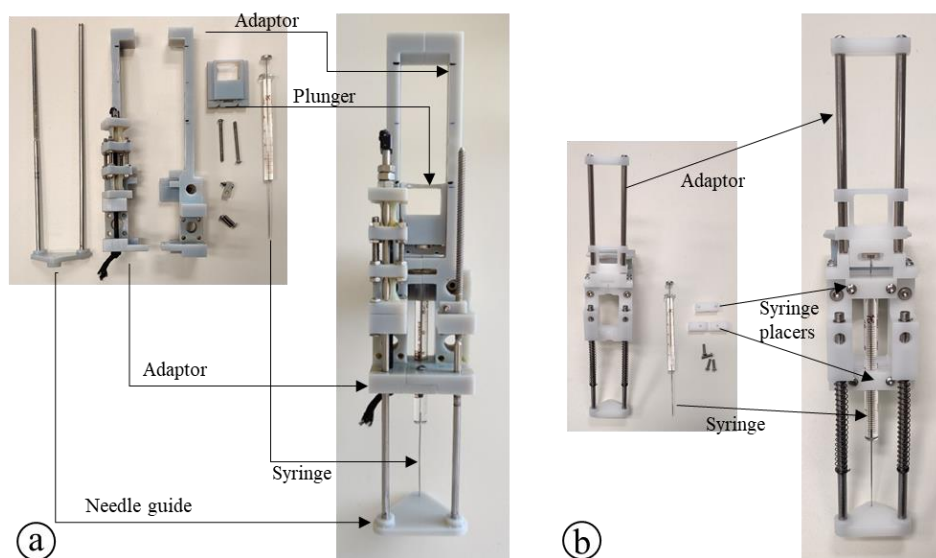 Adaptor
Plunger
Adaptor
Syringe
Needle guide
a
Adaptor
Syringe
placers
Syringe
b